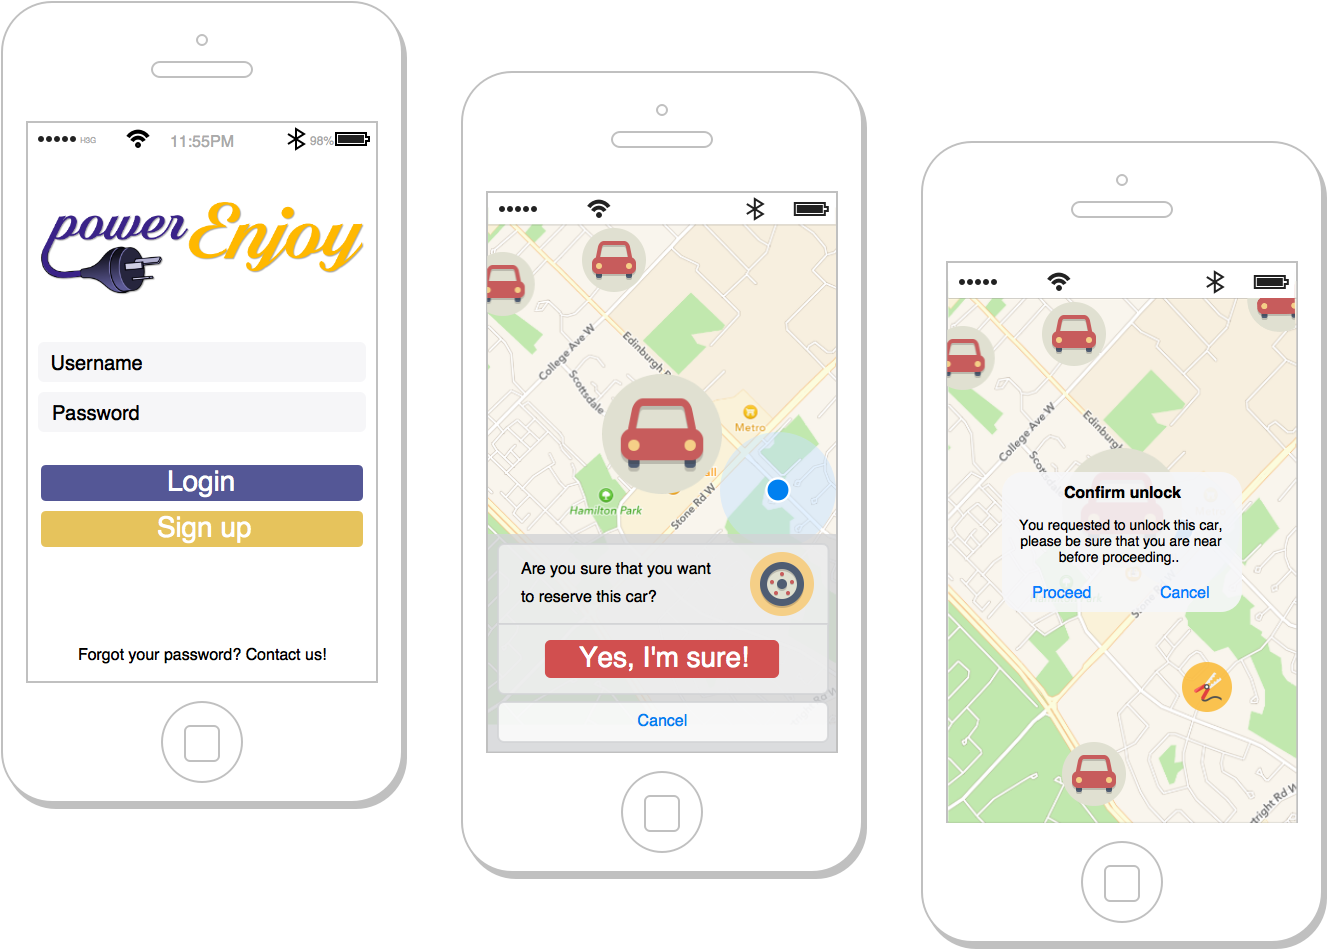 HGG
11:55PM
98%
power Enjoy
Username
Password
Login
Sign up
Forgot your password? Contact us!
College Ave W
Edinburgh
Scottsdale
Metro
all
Stone Rd W
Hamilton Park
Are you sure that you want
to reserve this car?
Yes, I'm sure!
Cancel
College Ave W
Edinburgh
Confirm unlock
You requested to unlock this car,
please be sure that you are near
before proceeding..
Proceed
Cancel